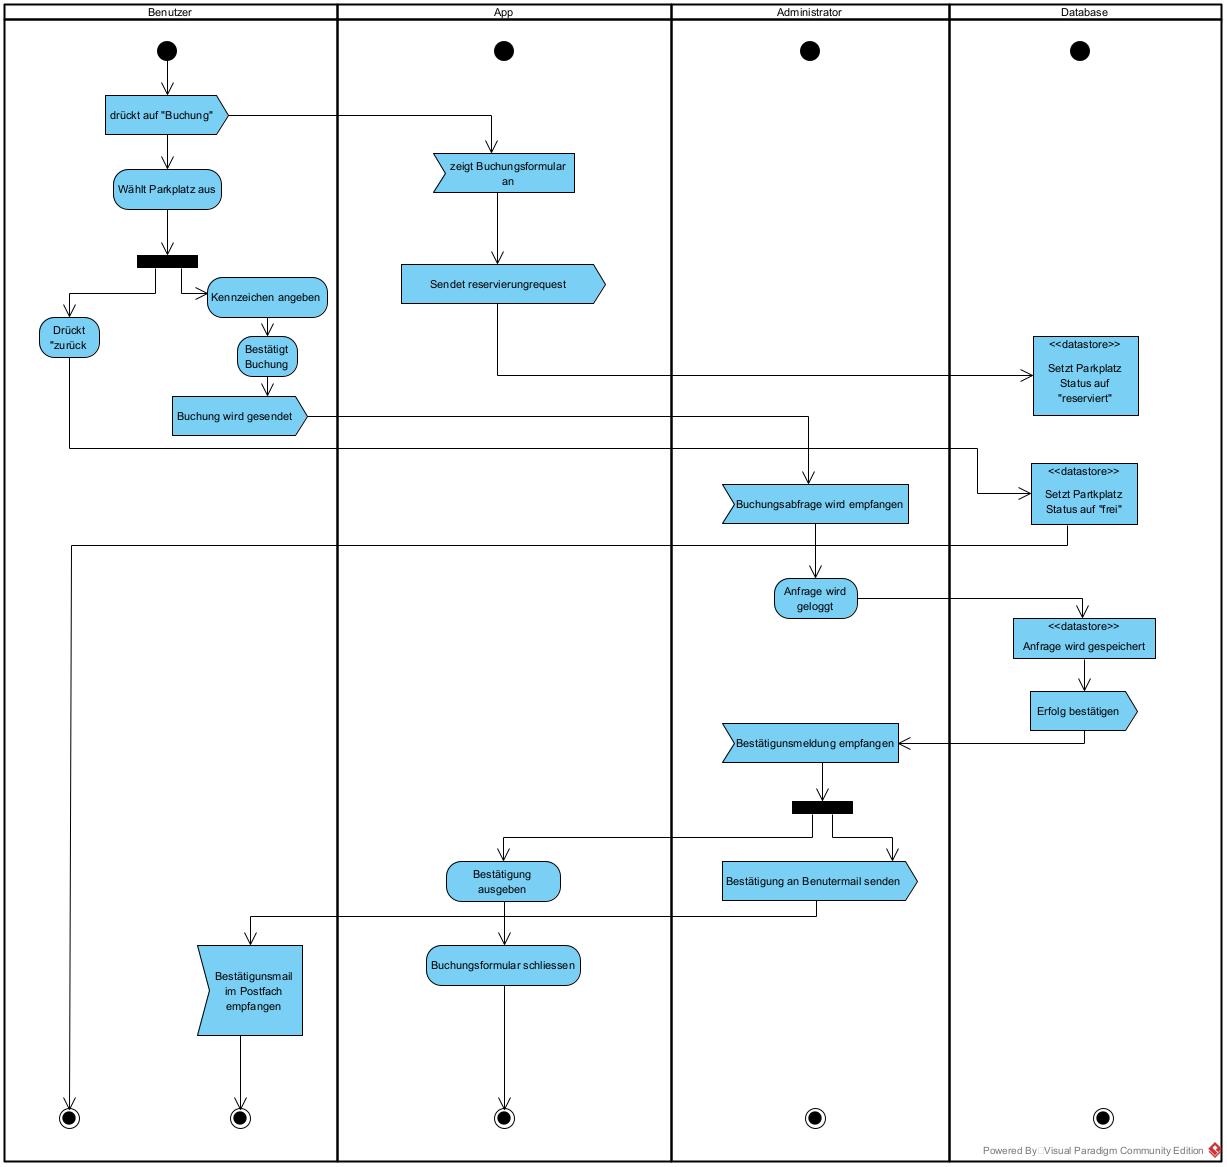 Benutzer
App
Administrator
Database
drückt auf "Buchung"
zeigt Buchungsformular
an
Wählt Parkplatz aus
Sendet reservierungrequest
Kennzeichen angeben
Drückt
"zurück
Bestätigt
Buchung
<<datastore>>
Setzt Parkplatz
Status auf
"reserviert"
Buchung wird gesendet
<<datastore>>
Setzt Partkplatz
Status auf "frei"
Buchungsabfrage wird empfangen
Anfrage wird
geloggt
<<datastore>>
Anfrage wird gespeichert
Erfolg bestätigen
Bestätigunsmeldung empfangen
Bestätigung
ausgeben
Bestätigung an Benutermail senden
Buchungsformular schliessen
Bestätigunsmail
im Postfach
empfangen
Powered By Visual Paradigm Community Edition